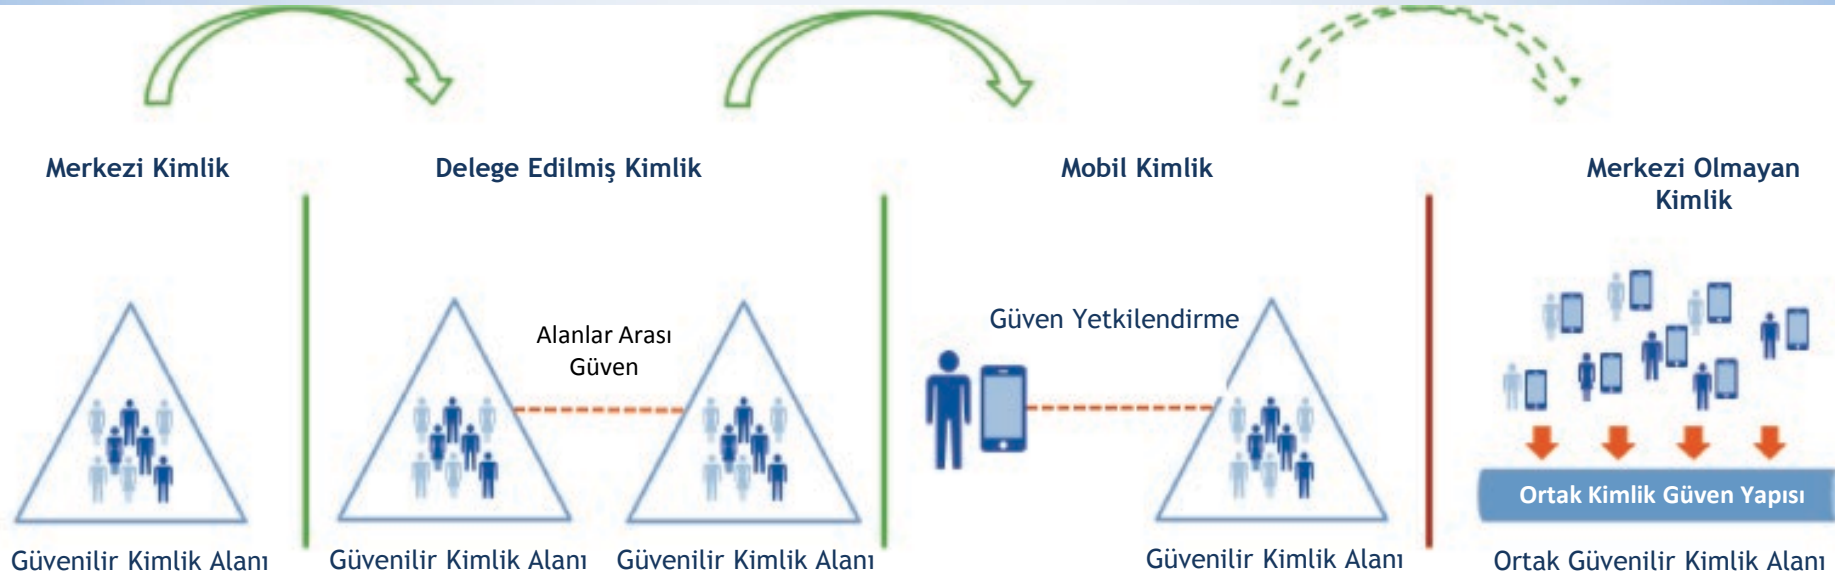 Merkezi Kimlik
Delege Edilmiş Kimlik
Mobil Kimlik
Merkezi Olmayan
Kimlik
Alanlar Arası
Güven
Güven Yetkilendirme
Ortak Kimlik Güven Yapısı
Güvenilir Kimlik Alanı
Güvenilir Kimlik Alanı
Güvenilir Kimlik Alanı
Güvenilir Kimlik Alanı
Ortak Güvenilir Kimlik Alanı